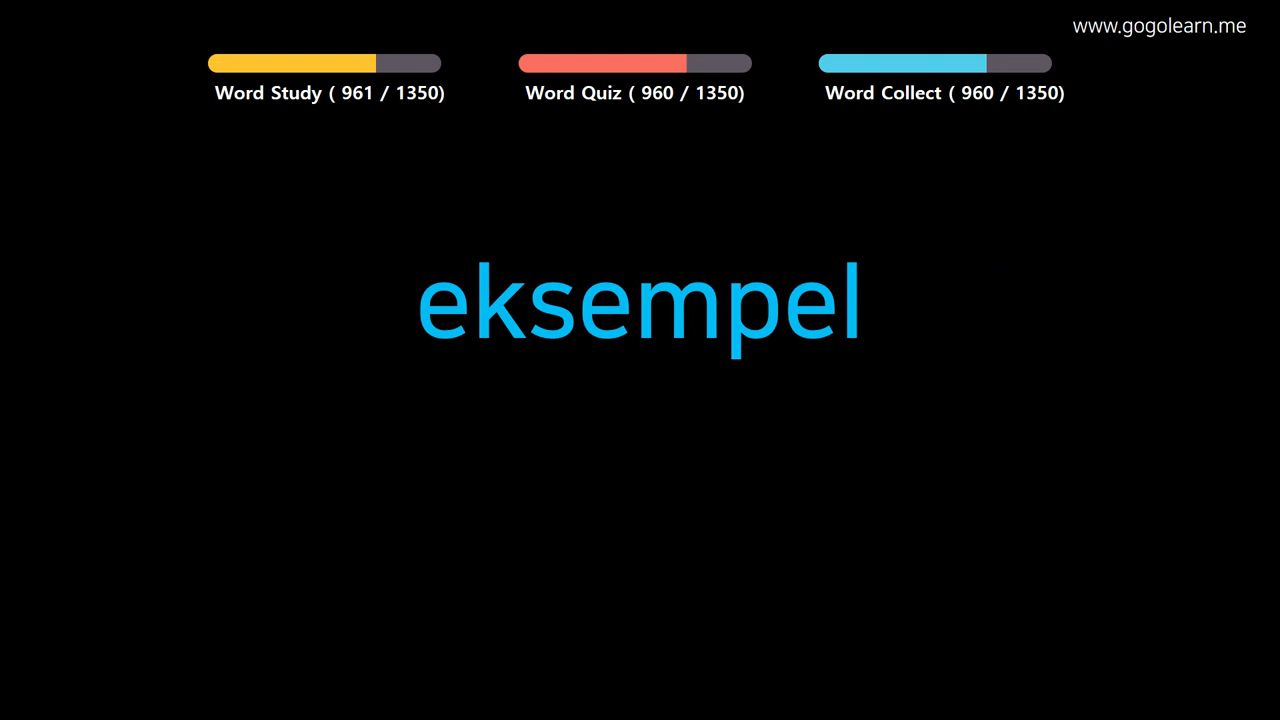 www.gogolearn.me
Word Study ( 961 / 1350)
Word Quiz ( 960 / 1350)
Word Collect ( 960 / 1350)
eksempel